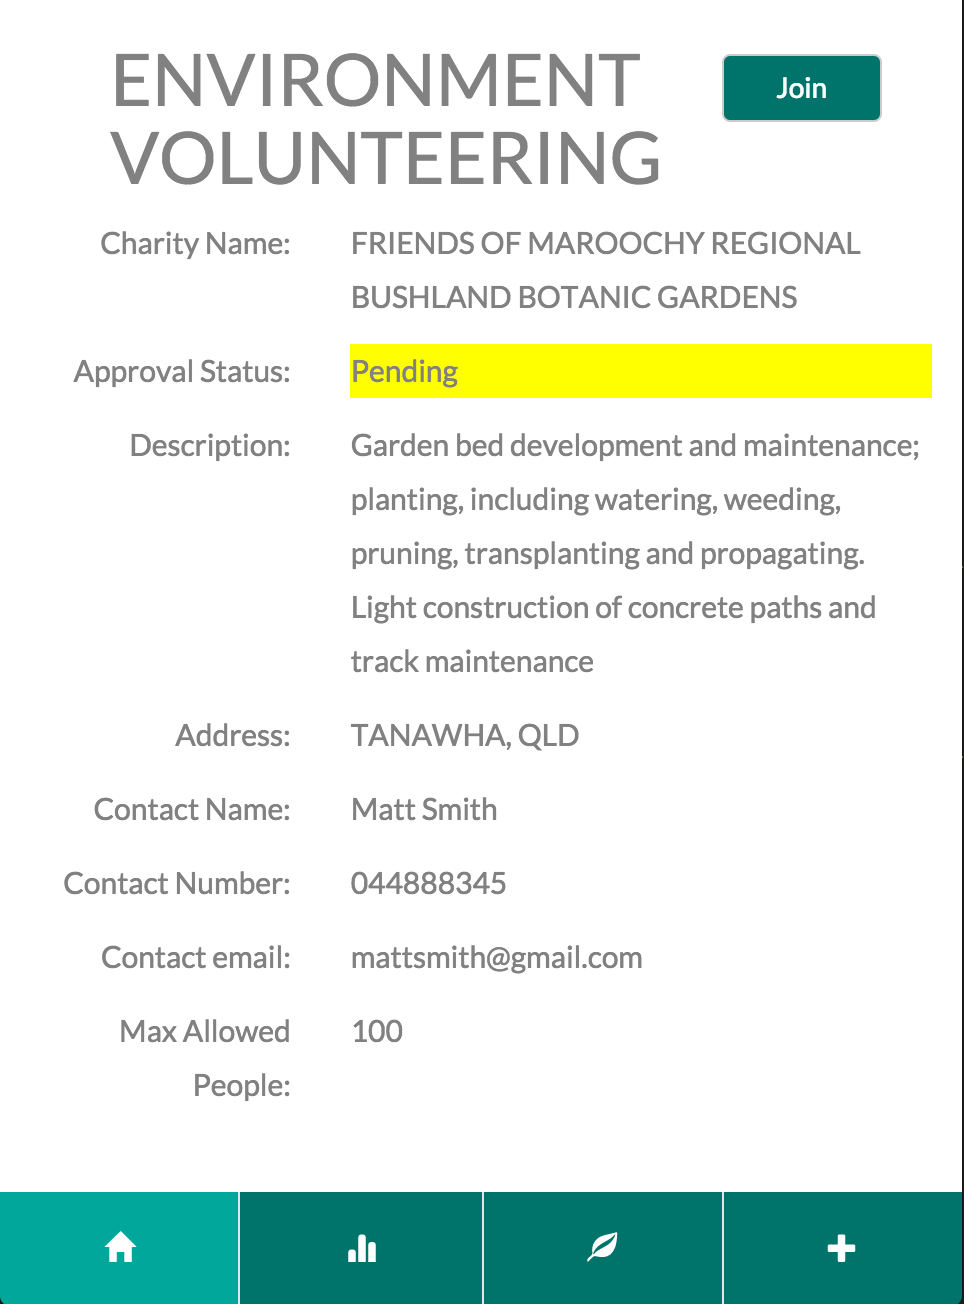 ENVIRONMENT
VOLUNTEERING
Join
Charity Name: FRIENDS OF MAROOCHY REGIONAL
BUSHLAND BOTANIC GARDENS
Approval Status: Pending
Description: Garden bed development and maintenance;
planting, including watering, weeding,
pruning, transplanting and propagating.
Light construction of concrete paths and
track maintenance
Address: TANAWHA, QLD
Contact Name: Matt Smith
Contact Number: 044888345
Contact email: mattsmith@gmail.com
Max Allowed 100
People: